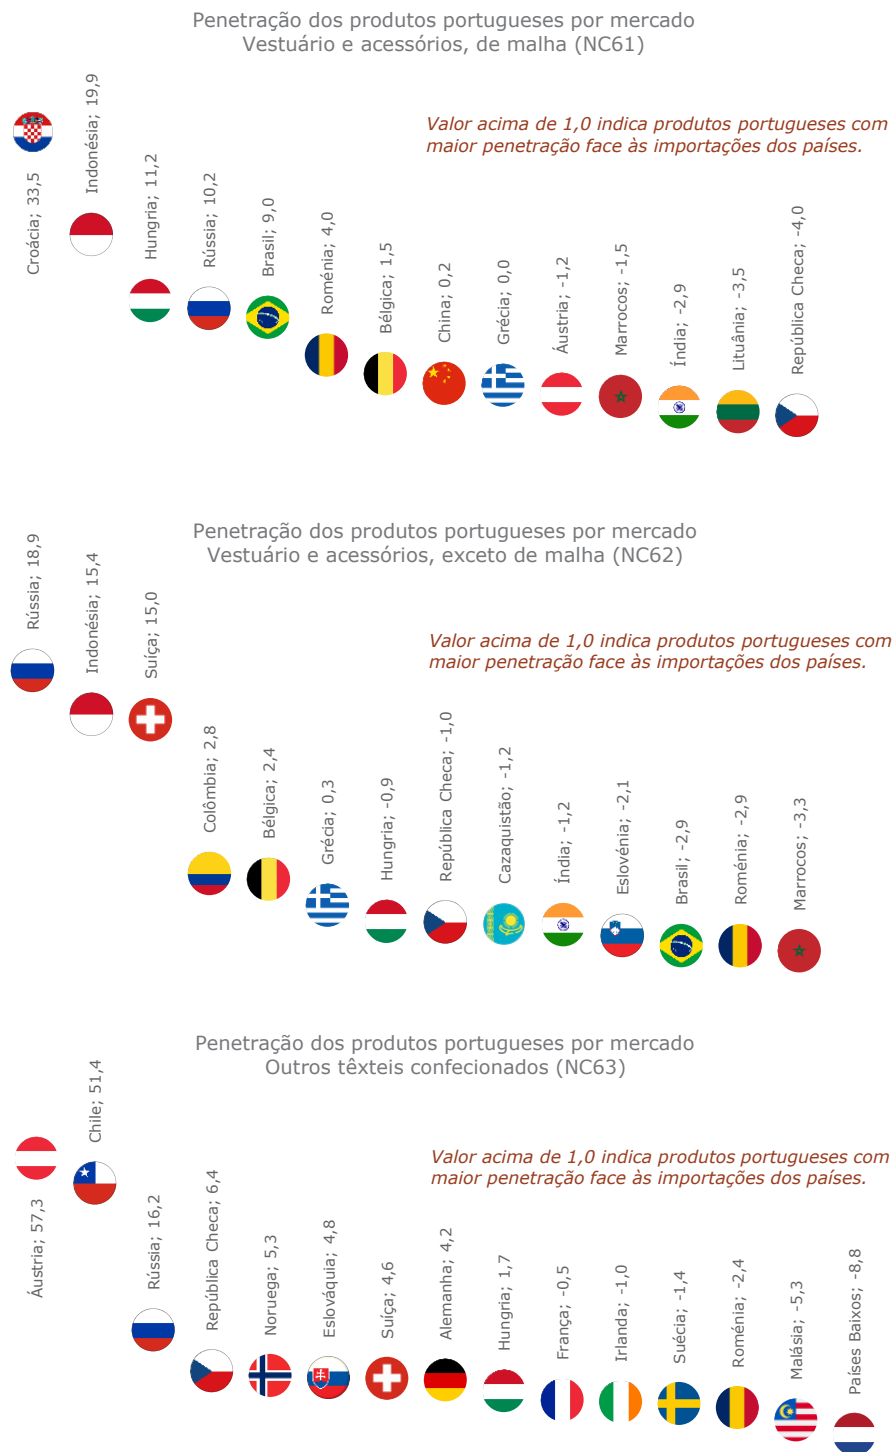 Penetração dos produtos portugueses por mercado
Vestuário e acessórios, de malha (NC61)
Valor acima de 1,0 indica produtos portugueses com
maior penetração face às importações dos países.
Croácia; 33,5
Indonésia; 19,9
Hungria; 11,2
Rússia; 10,2
Brasil; 9,0
Roménia; 4,0
Bélgica; 1,5
China; 0,2
Grécia; 0,0
Áustria; -1,2
Marrocos; -1,5
Índia; -2,9
Lituânia; -3,5
República Checa; -4,0
Penetração dos produtos portugueses por mercado
Vestuário e acessórios, exceto de malha (NC62)
Valor acima de 1,0 indica produtos portugueses com
maior penetração face às importações dos países.
Rússia; 18,9
Indonésia; 15,4
Suíça; 15,0
Colômbia; 2,8
Bélgica; 2,4
Grécia; 0,3
Hungria; -0,9
República Checa; -1,0
Cazaquistão; -1,2
Índia; -1,2
Eslovénia; -2,1
Brasil; -2,9
Roménia; -2,9
Marrocos; -3,3
Penetração dos produtos portugueses por mercado
Outros têxteis confecionados (NC63)
Valor acima de 1,0 indica produtos portugueses com
maior penetração face às importações dos países.
Áustria; 57,3
Chile; 51,4
Rússia; 16,2
República Checa; 6,4
Noruega; 5,3
Eslováquia; 4,8
Suíça; 4,6
Alemanha; 4,2
Hungria; 1,7
França; -0,5
Irlanda; -1,0
Suécia; -1,4
Roménia; -2,4
Malásia; -5,3
Países Baixos; -8,8